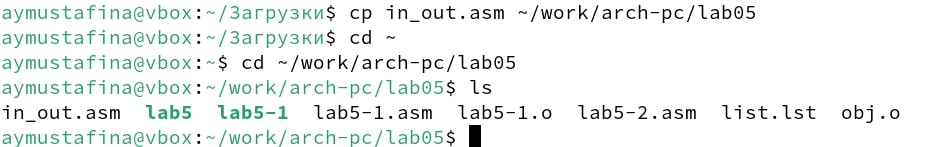 aymustafina@vbox:~/Загрузки$ cp in_out.asm ~/work/arch-pc/lab05
aymustafina@vbox:~/Загрузки$ cd ~
aymustafina@vbox:~$ cd ~/work/arch-pc/lab05
aymustafina@vbox:~/work/arch-pc/lab05$ ls
in_out.asm  lab5  lab5-1  lab5-1.asm  lab5-1.o  lab5-2.asm  list.lst  obj.o
aymustafina@vbox:~/work/arch-pc/lab05$